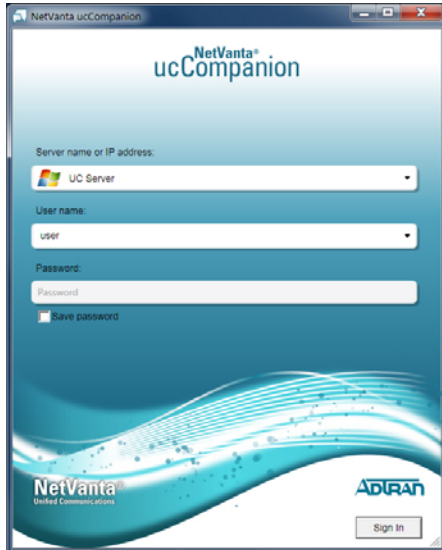 NetVanta ucCompanion
NetVanta®
ucCompanion
Server name or IP address:
UC Server
User name:
user
Password:
Password
Save password
NetVanta®
Unified Communications
ADTRAN
Sign In